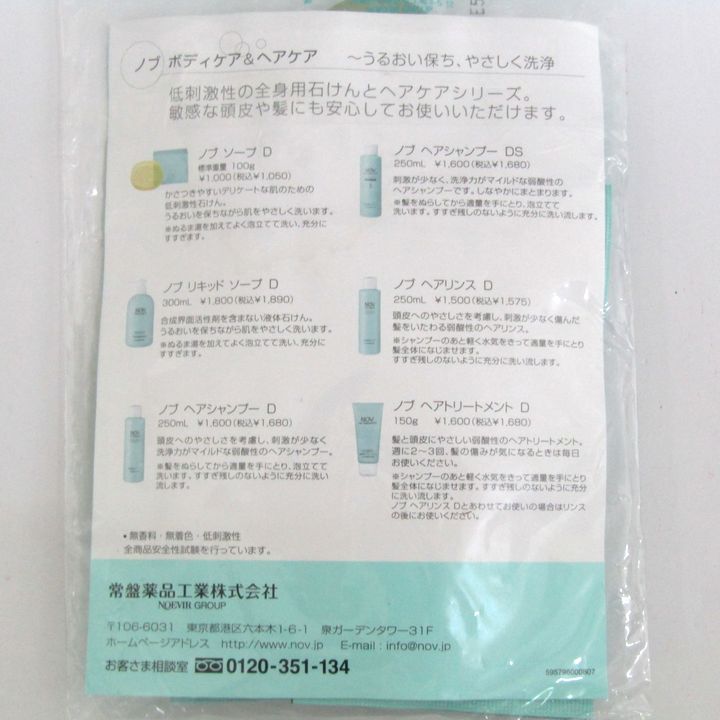 ノブ ボディケア&ヘアケア ～うるおい保ち、やさしく洗浄
低刺激性の全身用石けんとヘアケアシリーズ。
敏感な頭皮や髪にも安心してお使いいただけます。
ノブ ソープ D
標準重量 100g
¥1,000(税込¥1,050)
かさつきやすいデリケートな肌のための
低刺激性石けん。
うるおいを保ちながら肌をやさしく洗います。
※ぬるま湯を加えてよく泡立てて洗い、充分に
すすぎます。
ノブ ヘアシャンプー DS
250mL ¥1,600(税込¥1,680)
刺激が少なく、洗浄力がマイルドな弱酸性の
ヘアシャンプーです。しなやかにまとまります。
※髪をぬらしてから適量を手にとり、泡立てて
洗います。すすぎ残しのないように充分に洗い流します。
ノブ リキッド ソープ D
300mL ¥1,800(税込¥1,890)
合成界面活性剤を含まない液体石けん。
うるおいを保ちながら肌をやさしく洗います。
※ぬるま湯を加えてよく泡立てて洗い、充分に
すすぎます。
ノブ ヘアリンス D
250mL ¥1,500(税込¥1,575)
頭皮へのやさしさを考慮し、刺激が少なく傷んだ
髪をいたわる弱酸性のヘアリンス。
※シャンプーのあと軽く水気をきって適量を手にとり
髪全体になじませます。
すすぎ残しのないように充分に洗い流します。
ノブ ヘアシャンプー D
250mL ¥1,600(税込¥1,680)
頭皮へのやさしさを考慮し、刺激が少なく
洗浄力がマイルドな弱酸性のヘアシャンプー。
※髪をぬらしてから適量を手にとり、泡立てて
洗います。すすぎ残しのないように充分に洗い流し
ます。
ノブ ヘアトリートメント D
150g ¥1,600(税込¥1,680)
髪と頭皮にやさしい弱酸性のヘアトリートメント。
週に2～3回、髪の傷みが気になるときは毎日
お使いください。
※シャンプーのあと軽く水気をきって適量を手にとり
髪全体になじませます。すすぎ残しのないように充分
に洗い流します。
ノブ ヘアリンス Dとあわせてお使いの場合はリンス
の後にお使いください。
・無香料・無着色・低刺激性
全商品安全性試験を行っています。
常盤薬品工業株式会社
NOEVIR GROUP
〒106-6031 東京都港区六本木1-6-1 泉ガーデンタワー31F
ホームページアドレス http://www.nov.jp E-mail:info@nov.jp
お客さま相談室 0120-351-134
598796000807